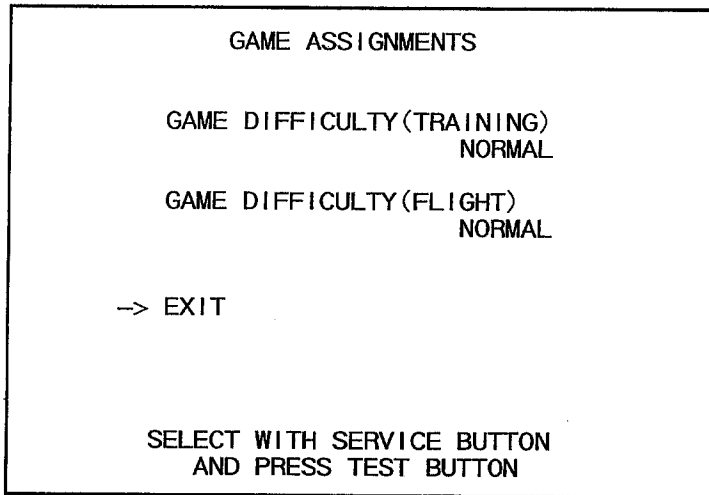 GAME ASSIGNMENTS
GAME DIFFICULTY(TRAINING)
NORMAL
GAME DIFFICULTY(FLIGHT)
NORMAL
-> EXIT
SELECT WITH SERVICE BUTTON
AND PRESS TEST BUTTON